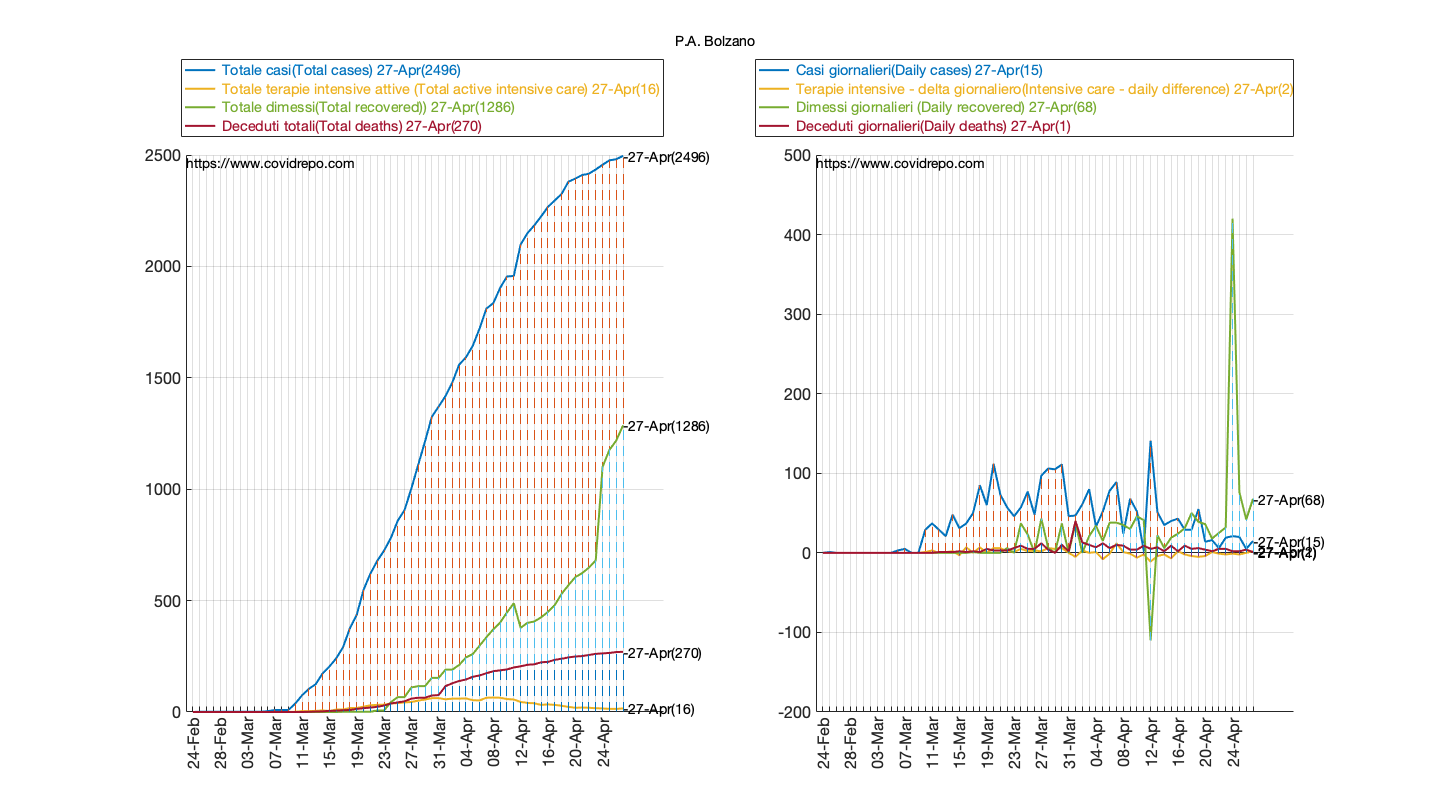 P.A. Bolzano
Totale casi(Total cases) 27-Apr(2496)
Totale terapie intensive attive (Total active intensive care) 27-Apr(16)
Totale dimessi(Total recovered)) 27-Apr(1286)
Deceduti totali(Total deaths) 27-Apr(270)
https://www.covidrepo.com
2500
2000
1500
1000
500
0
-27-Apr(2496)
-27-Apr(1286)
-27-Apr(270)
-27-Apr(16)
24-Feb
28-Feb
03-Mar
07-Mar
11-Mar
15-Mar
19-Mar
23-Mar
27-Mar
31-Mar
04-Apr
08-Apr
12-Apr
16-Apr
20-Apr
24-Apr
Casi giornalieri(Daily cases) 27-Apr(15)
Terapie intensive - delta giornaliero(Intensive care - daily difference) 27-Apr(2)
Dimessi giornalieri (Daily recovered) 27-Apr(68)
Deceduti giornalieri(Daily deaths) 27-Apr(1)
https://www.covidrepo.com
500
400
300
200
100
0
-100
-200
-27-Apr(68)
-27-Apr(15)
24-Feb
28-Feb
03-Mar
07-Mar
11-Mar
15-Mar
19-Mar
23-Mar
27-Mar
31-Mar
04-Apr
08-Apr
12-Apr
16-Apr
20-Apr
24-Apr